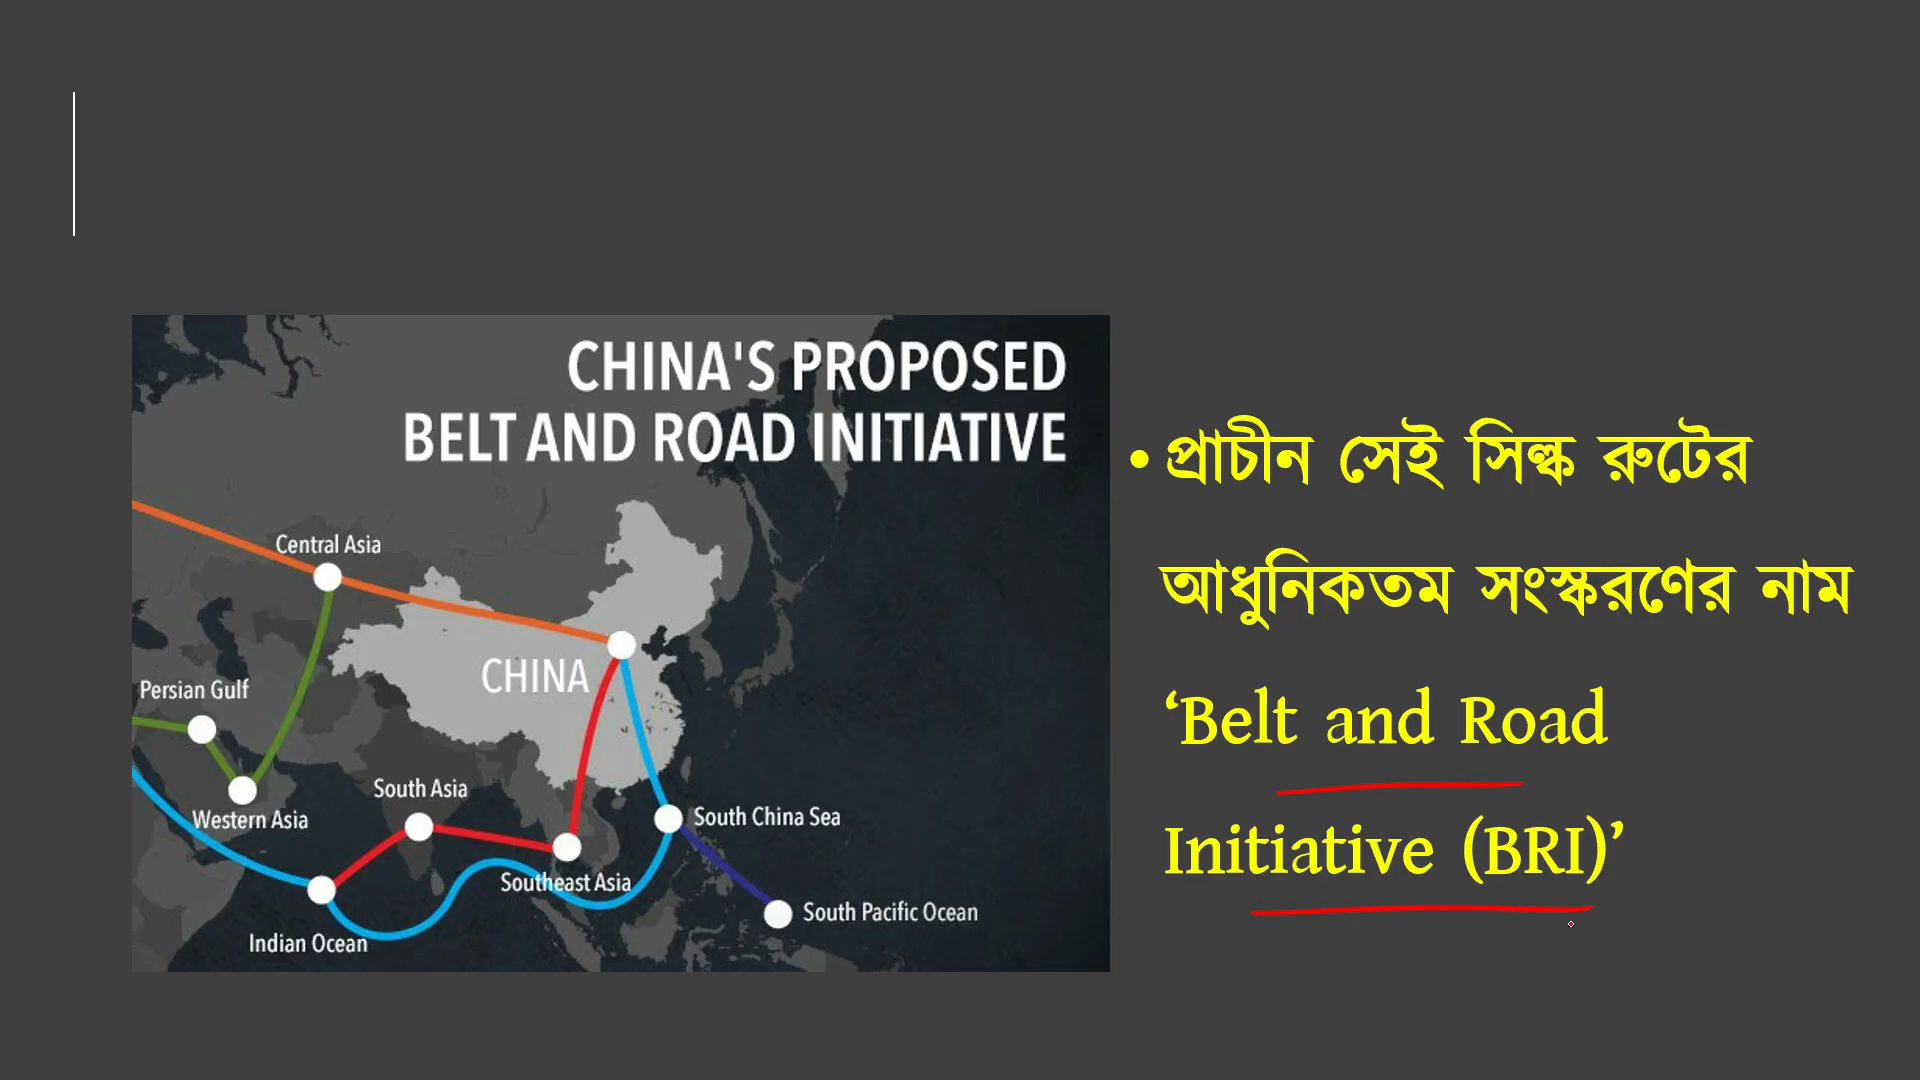 CHINA'S PROPOSED
BELT AND ROAD INITIATIVE
Central Asia
CHINA
Persian Gulf
South Asia
Western Asia
South China Sea
Southeast Asia
South Pacific Ocean
Indian Ocean
• প্রাচীন সেই সিল্ক রুটের
আধুনিকতম সংস্করণের নাম
‘Belt and Road
Initiative (BRI)’